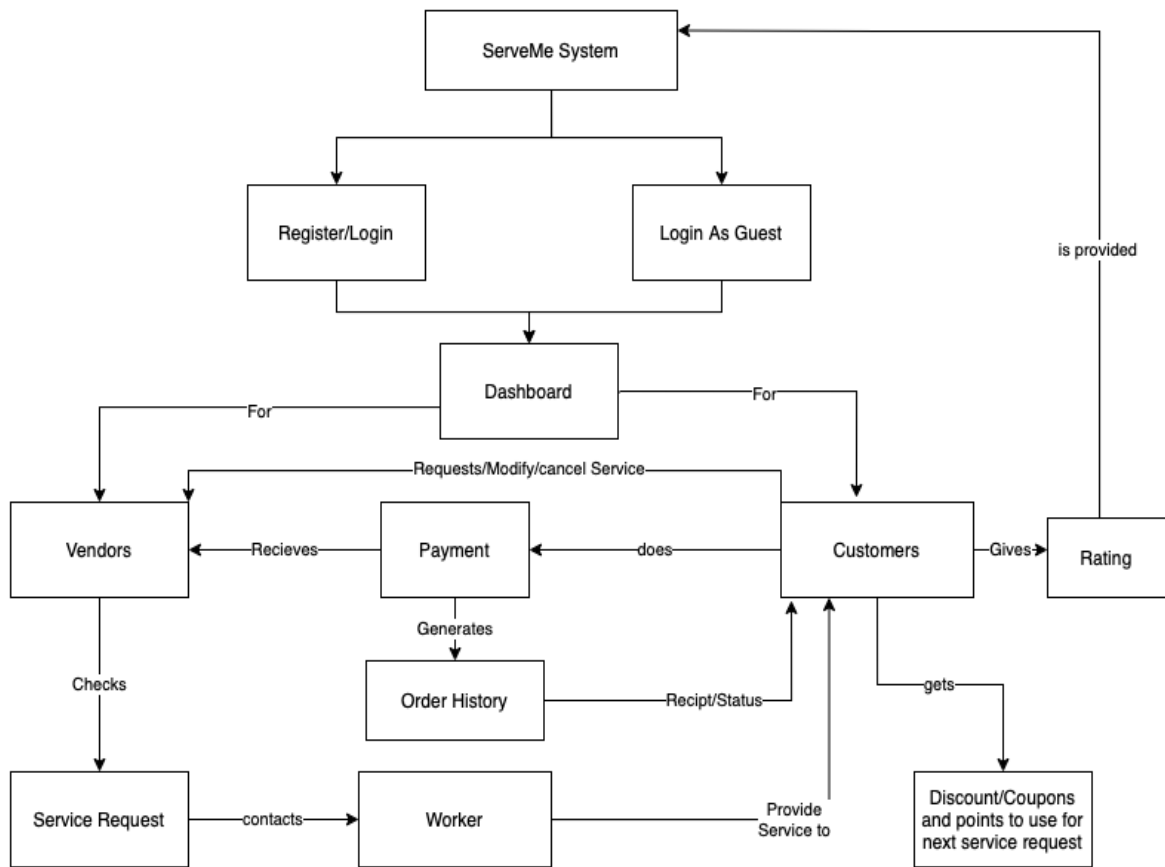 ServeMe System
Register/Login
Login As Guest
is provided
Dashboard
For
For
Requests/Modify/cancel Service
Vendors
Recieves
Payment
does
Customers
Gives
Rating
Generates
Checks
Order History
Recipt/Status
gets
Service Request
contacts
Worker
Provide
Service to
Discount/Coupons
and points to use for
next service request